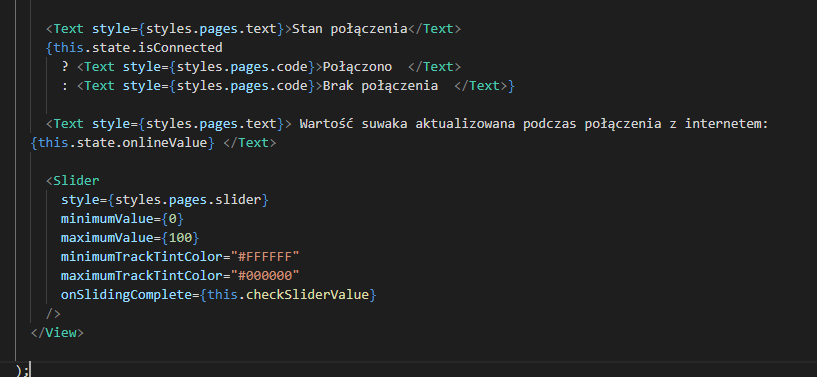 <Text style={styles.pages.text}>Stan połączenia</Text>
{this.state.isConnected
? <Text style={styles.pages.code}>Połączono  </Text>
: <Text style={styles.pages.code}>Brak połączenia  </Text>}
<Text style={styles.pages.text}> Wartość suwaka aktualizowana podczas połączenia z internetem:
{this.state.onlineValue} </Text>
<Slider
style={styles.pages.slider}
minimumValue={0}
maximumValue={100}
minimumTrackTintColor="#FFFFFF"
maximumTrackTintColor="#000000"
onSlidingComplete={this.checkSliderValue}
/>
</View>
);